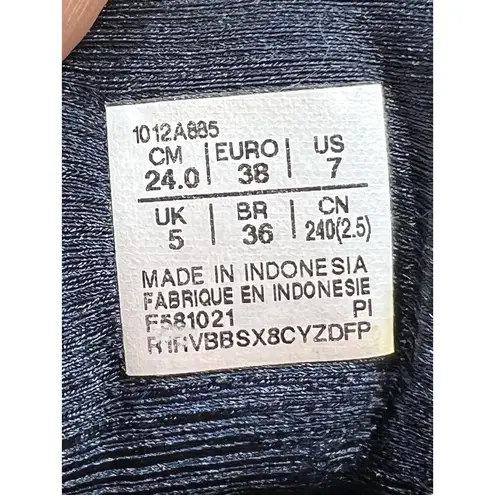 1012A885
CM EURO US
24.0 38 7
UK BR CN
5 36 240(2.5)
MADE IN INDONESIA
FABRIQUE EN INDONESIE
F581021 PI
R1RVBBSX8CYZDFP